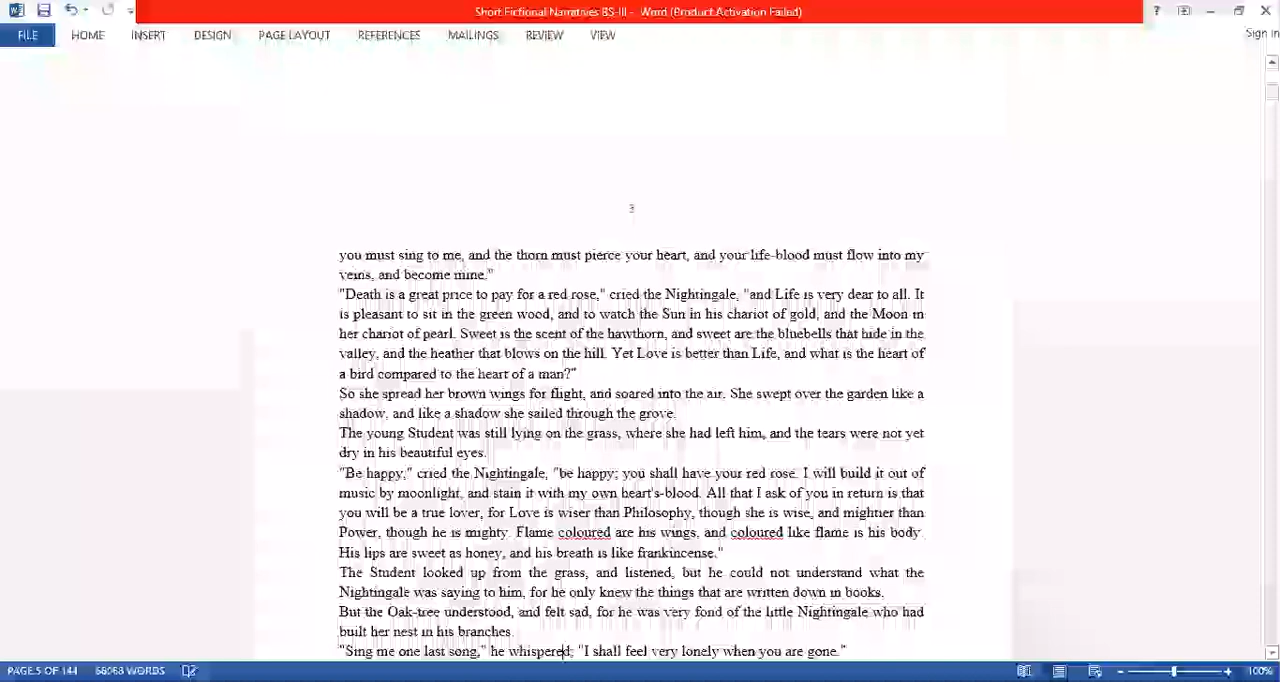 Short Fictional Narratives BS-III - Word (Product Activation Failed)
FILE HOME INSERT DESIGN PAGE LAYOUT REFERENCES MAILINGS REVIEW VIEW Sign in
3
you must sing to me, and the thorn must pierce your heart, and your life-blood must flow into my
veins, and become mine."
"Death is a great price to pay for a red rose," cried the Nightingale, "and Life is very dear to all. It
is pleasant to sit in the green wood, and to watch the Sun in his chariot of gold, and the Moon in
her chariot of pearl. Sweet is the scent of the hawthorn, and sweet are the bluebells that hide in the
valley, and the heather that blows on the hill. Yet Love is better than Life, and what is the heart of
a bird compared to the heart of a man?"
So she spread her brown wings for flight, and soared into the air. She swept over the garden like a
shadow, and like a shadow she sailed through the grove.
The young Student was still lying on the grass, where she had left him, and the tears were not yet
dry in his beautiful eyes.
"Be happy," cried the Nightingale, "be happy; you shall have your red rose. I will build it out of
music by moonlight, and stain it with my own heart's-blood. All that I ask of you in return is that
you will be a true lover, for Love is wiser than Philosophy, though she is wise, and mightier than
Power, though he is mighty. Flame coloured are his wings, and coloured like flame is his body.
His lips are sweet as honey, and his breath is like frankincense."
The Student looked up from the grass, and listened, but he could not understand what the
Nightingale was saying to him, for he only knew the things that are written down in books.
But the Oak-tree understood, and felt sad, for he was very fond of the little Nightingale who had
built her nest in his branches.
"Sing me one last song," he whispered; "I shall feel very lonely when you are gone."
PAGE 5 OF 144 68068 WORDS 100%